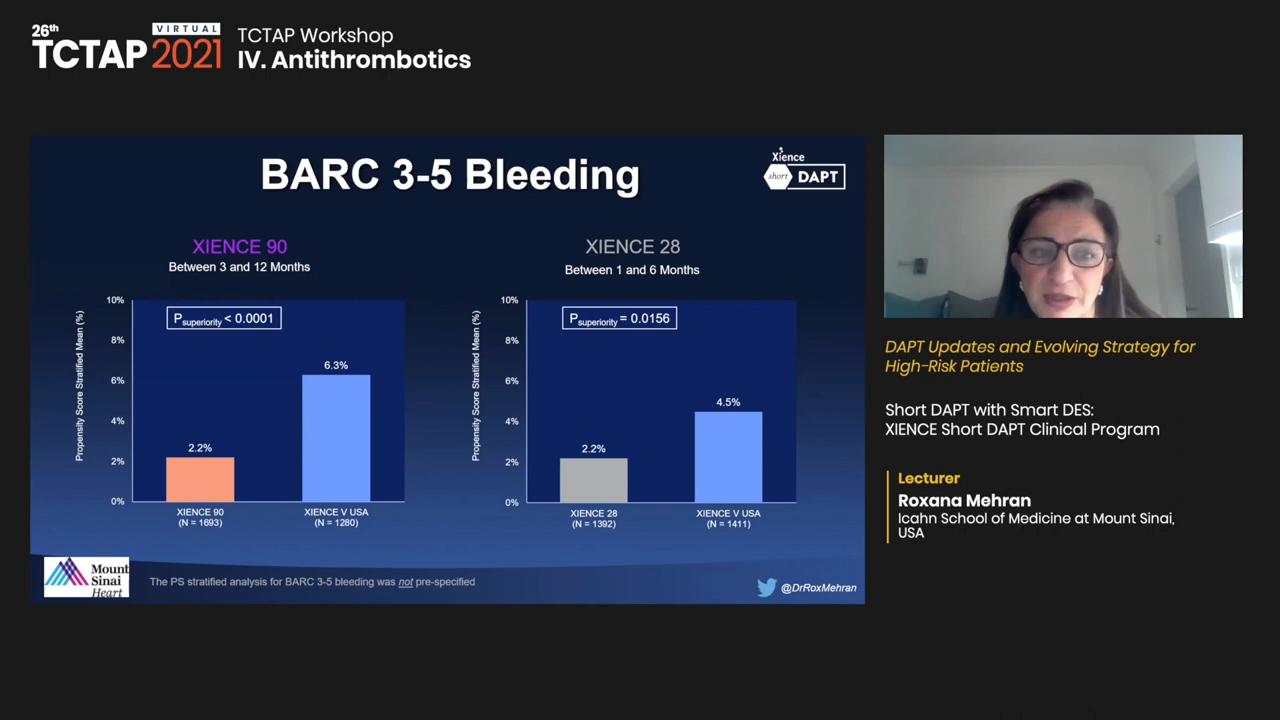 26th
VIRTUAL
TCTAP 2021
TCTAP Workshop
IV. Antithrombotics
BARC 3-5 Bleeding
Xience
short DAPT
XIENCE 90
Between 3 and 12 Months
Propensity Score Stratified Mean (%)
10%
8%
6%
4%
2%
0%
Psuperiority < 0.0001
2.2%
6.3%
XIENCE 90
(N = 1693)
XIENCE V USA
(N = 1280)
XIENCE 28
Between 1 and 6 Months
Propensity Score Stratified Mean (%)
10%
8%
6%
4%
2%
0%
Psuperiority = 0.0156
2.2%
4.5%
XIENCE 28
(N = 1392)
XIENCE V USA
(N = 1411)
Mount
Sinai
Heart
The PS stratified analysis for BARC 3-5 bleeding was not pre-specified
@DrRoxMehran
DAPT Updates and Evolving Strategy for
High-Risk Patients
Short DAPT with Smart DES:
XIENCE Short DAPT Clinical Program
Lecturer
Roxana Mehran
Icahn School of Medicine at Mount Sinai,
USA